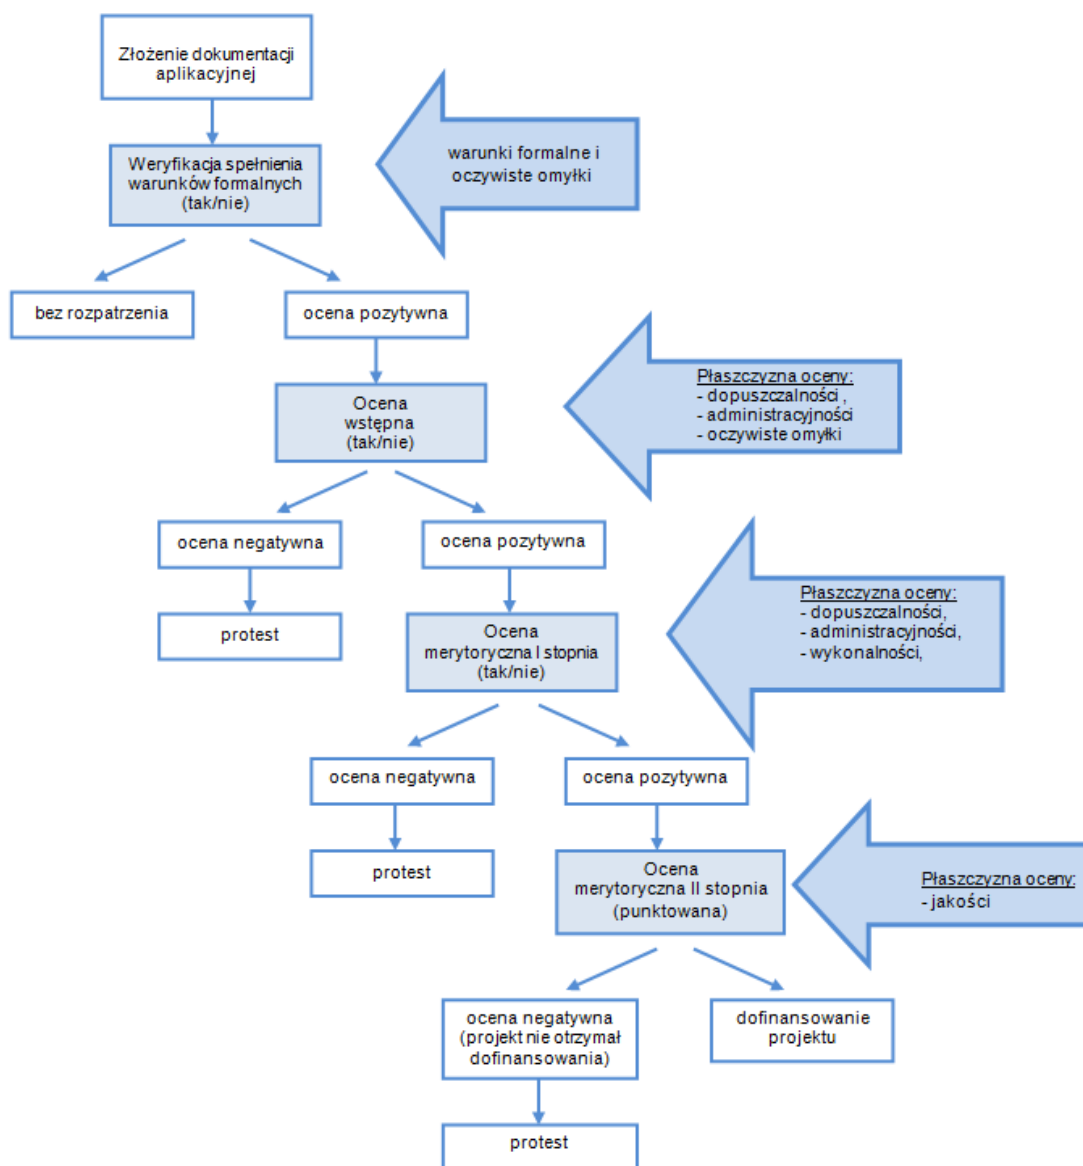 Złożenie dokumentacji
aplikacyjnej
Weryfikacja spełnienia
warunków formalnych
(tak/nie)
warunki formalne i
oczywiste omyłki
bez rozpatrzenia
ocena pozytywna
Ocena
wstępna
(tak/nie)
Płaszczyzna oceny:
- dopuszczalności ,
- administracyjności
- oczywiste omyłki
ocena negatywna
ocena pozytywna
protest
Ocena
merytoryczna I stopnia
(tak/nie)
Płaszczyzna oceny:
- dopuszczalności,
- administracyjności,
- wykonalności,
ocena negatywna
ocena pozytywna
protest
Ocena
merytoryczna II stopnia
(punktowana)
Płaszczyzna oceny:
- jakości
ocena negatywna
(projekt nie otrzymał
dofinansowania)
dofinansowanie
projektu
protest